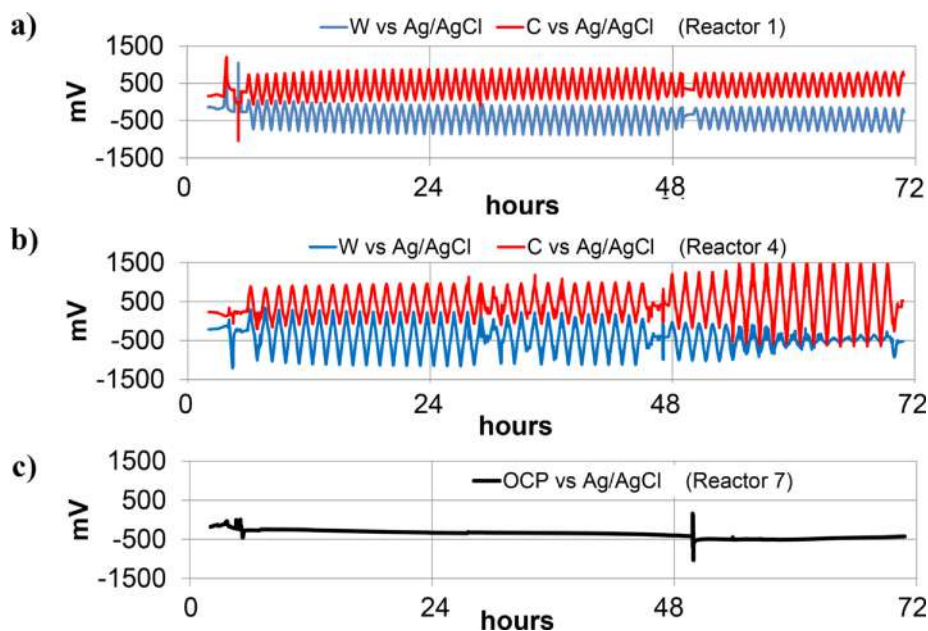 a)
W vs Ag/AgCl C vs Ag/AgCl (Reactor 1)
1500
500
-500
-1500
mV
0 24 48 72
hours
b)
W vs Ag/AgCl C vs Ag/AgCl (Reactor 4)
1500
500
-500
-1500
mV
0 24 48 72
hours
c)
OCP vs Ag/AgCl (Reactor 7)
1500
500
-500
-1500
mV
0 24 48 72
hours